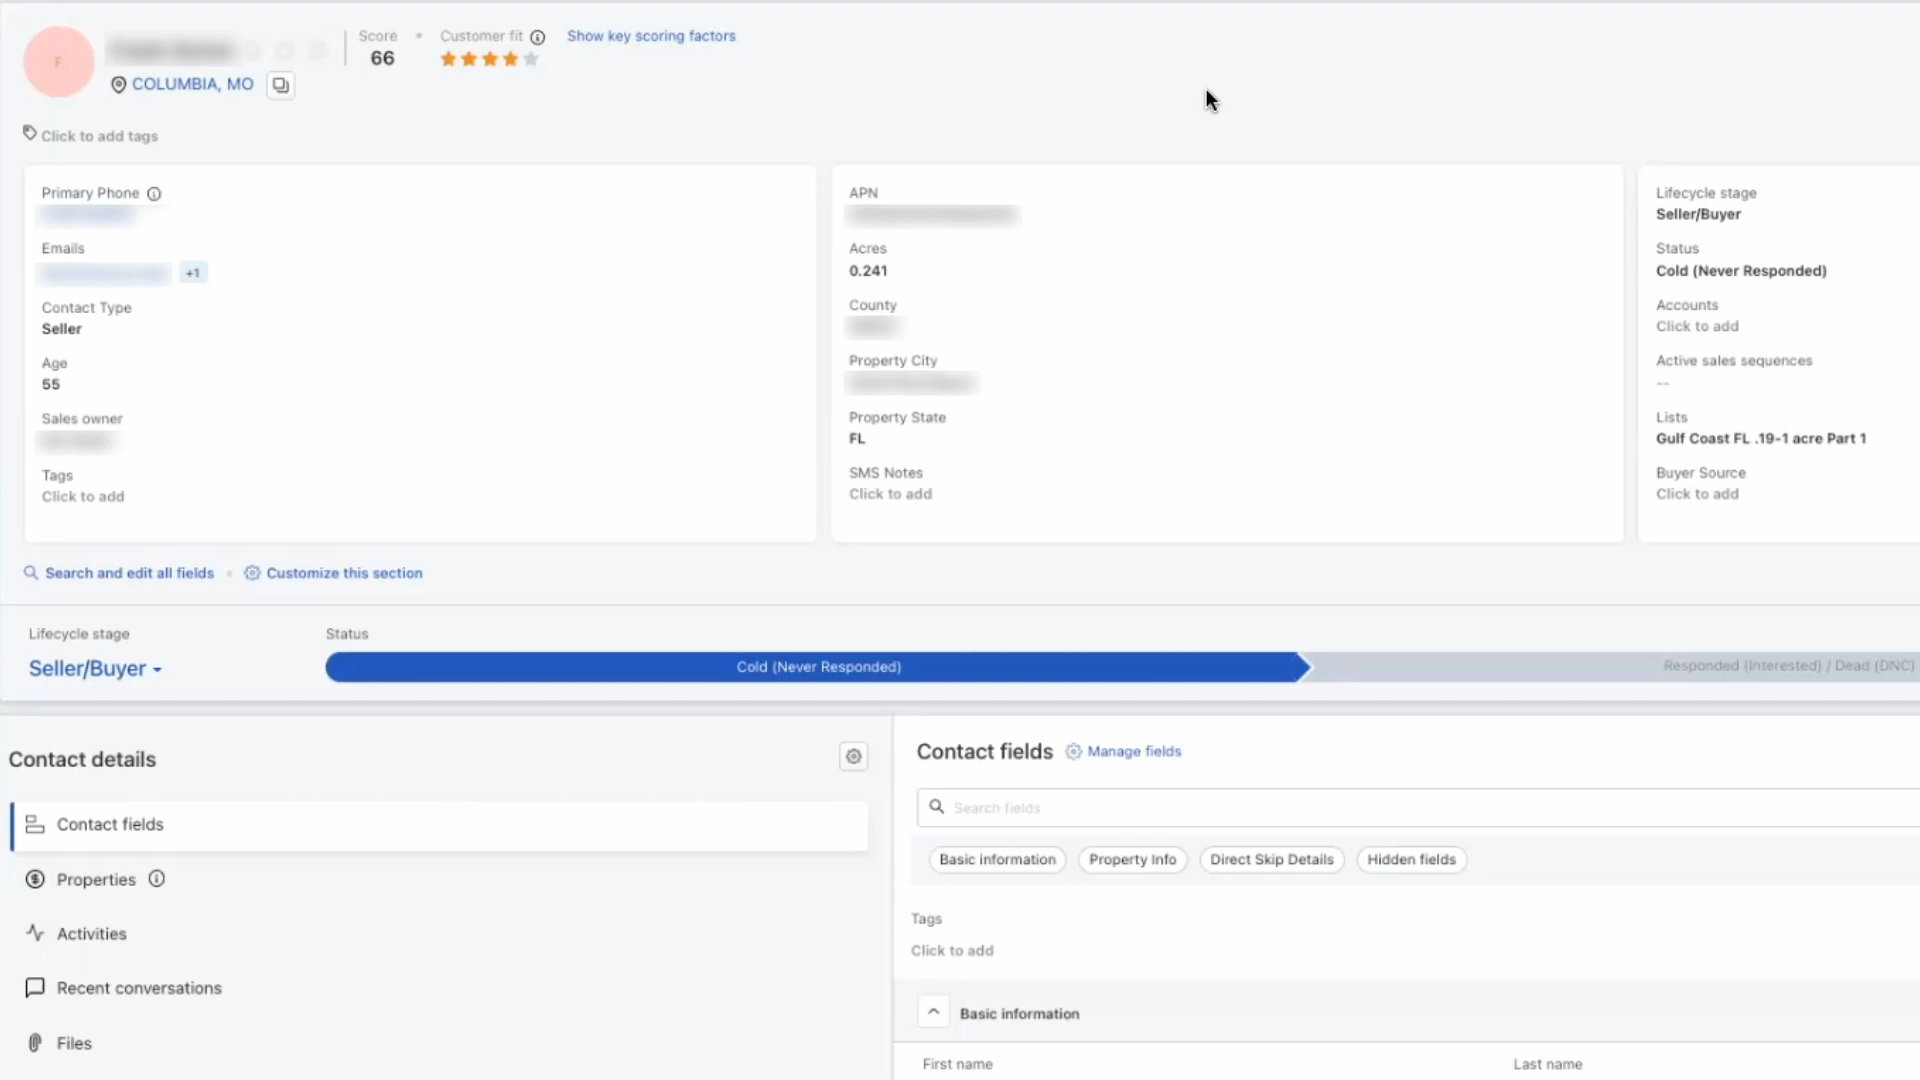 F
Score
Customer fit
Show key scoring factors
66
COLUMBIA, MO
Click to add tags
Primary Phone
Emails
+1
Contact Type
Seller
Age
55
Sales owner
Tags
Click to add
APN
Acres
0.241
County
Property City
Property State
FL
SMS Notes
Click to add
Lifecycle stage
Seller/Buyer
Status
Cold (Never Responded)
Accounts
Click to add
Active sales sequences
--
Lists
Gulf Coast FL .19-1 acre Part 1
Buyer Source
Click to add
Search and edit all fields
Customize this section
Lifecycle stage
Seller/Buyer
Status
Cold (Never Responded)
Responded (Interested) / Dead (DNC)
Contact details
Contact fields
Properties
Activities
Recent conversations
Files
Contact fields
Manage fields
Search fields
Basic information
Property Info
Direct Skip Details
Hidden fields
Tags
Click to add
Basic information
First name
Last name